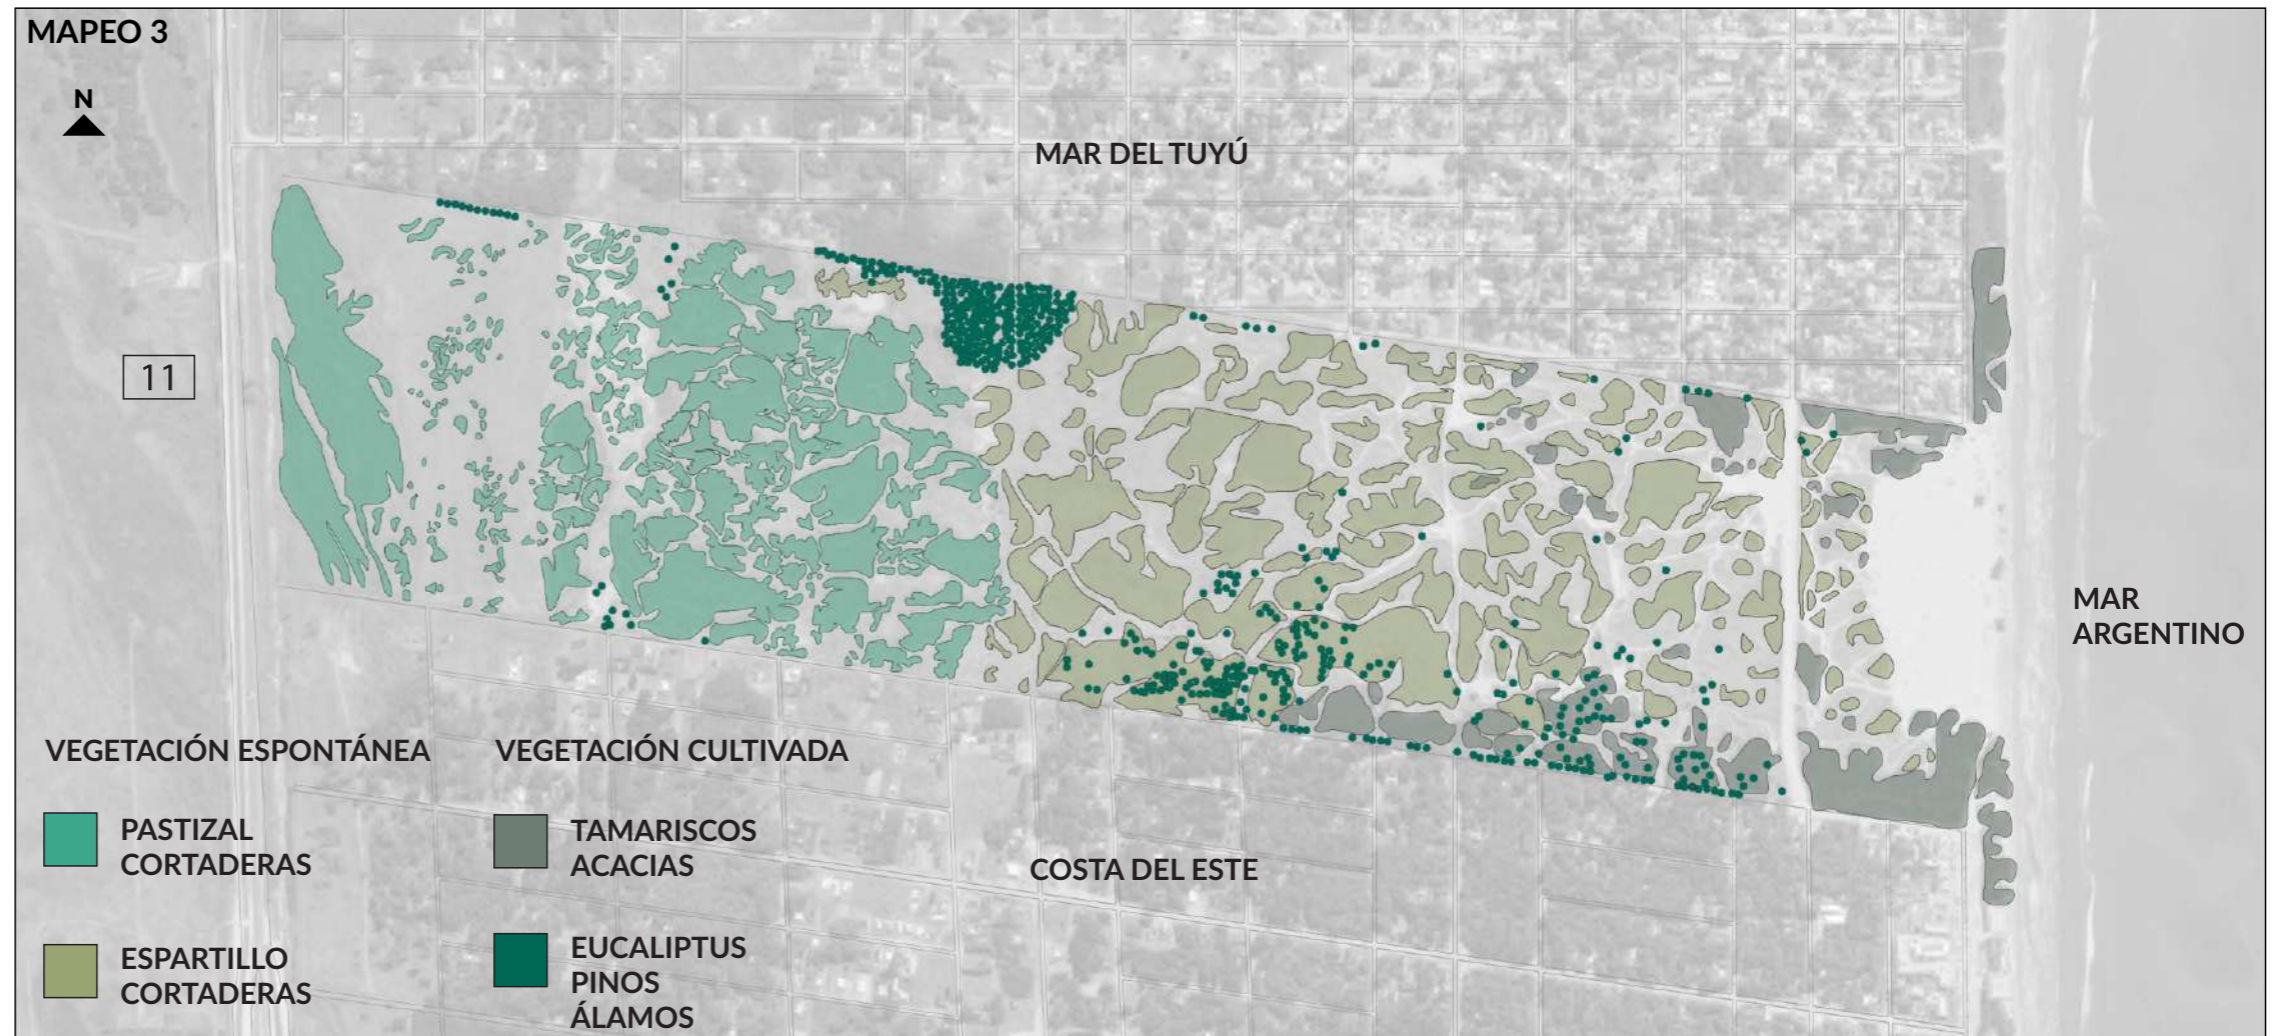 MAPEO 3
N
MAR DEL TUYÚ
11
MAR
ARGENTINO
VEGETACIÓN ESPONTÁNEA
VEGETACIÓN CULTIVADA
PASTIZAL
CORTADERAS
TAMARISCOS
ACACIAS
COSTA DEL ESTE
ESPARTILLO
CORTADERAS
EUCALIPTUS
PINOS
ÁLAMOS